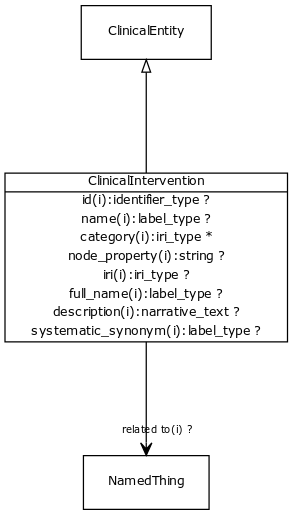 ClinicalEntity
ClinicalIntervention
id(i):identifier_type ?
name(i):label_type ?
category(i):iri_type *
node_property(i):string ?
iri(i):iri_type ?
full_name(i):label_type ?
description(i):narrative_text ?
systematic_synonym(i):label_type ?
related to(i) ?
NamedThing